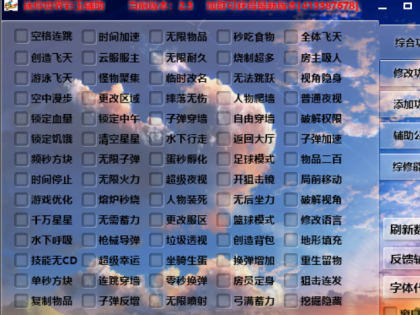 空格连跳 时间加速 无限物品 秒吃食物 全体飞天
创造飞天 云服服主 无限耐久 烧制超多 房主吸人
游泳飞天 怪物聚集 临时改名 无法跳跃 视角隐身
空中漫步 更改区域 摔落无伤 人物爬墙 普通夜视
锁定血量 锁定中午 子弹穿墙 自由穿墙 破解权限
锁定饥饿 清空星星 水下行走 返回大厅 子弹加速
频秒方块 无限子弹 蛋秒孵化 足球模式 物品二百
时间停止 无限火力 超级夜视 开狙击镜 局前移动
游戏优化 熔炉秒烧 人物装死 无后坐力 破解视角
千万星星 无需蓄力 更改服区 篮球模式 修改语言
水下呼吸 枪械导弹 垃圾透视 创造背包 地形填充
技能无CD 超级幸运 坐骑生蛋 换弹增加 重生留物
单秒方块 连跳穿墙 零秒换弹 房员定身 狙击连发
复制物品 子弹反增 无限喷射 弓满蓄力 挖掘隐藏
综合
修改
添加
辅助
综修
刷新
反馈
字体